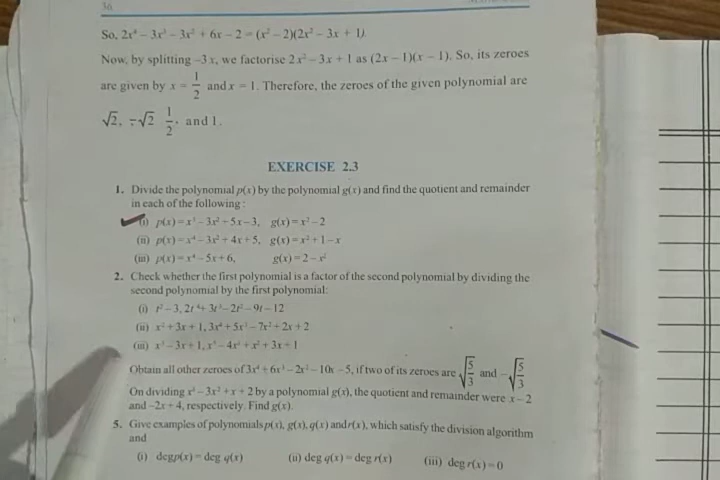 36
So, 2x⁴ – 3x³ – 3x² + 6x – 2 = (x² – 2)(2x² – 3x + 1).
Now, by splitting –3x, we factorise 2x² – 3x + 1 as (2x – 1)(x – 1). So, its zeroes
are given by x = 1/2 and x = 1. Therefore, the zeroes of the given polynomial are
√2, –√2 1/2, and 1.
EXERCISE 2.3
1. Divide the polynomial p(x) by the polynomial g(x) and find the quotient and remainder
in each of the following :
(i) p(x) = x³ – 3x² + 5x – 3, g(x) = x² – 2
(ii) p(x) = x⁴ – 3x² + 4x + 5, g(x) = x² + 1 – x
(iii) p(x) = x⁴ – 5x + 6, g(x) = 2 – x²
2. Check whether the first polynomial is a factor of the second polynomial by dividing the
second polynomial by the first polynomial:
(i) t² – 3, 2t⁴ + 3t³ – 2t² – 9t – 12
(ii) x² + 3x + 1, 3x⁴ + 5x³ – 7x² + 2x + 2
(iii) x³ – 3x + 1, x⁵ – 4x³ + x² + 3x + 1
Obtain all other zeroes of 3x⁴ + 6x³ – 2x² – 10x – 5, if two of its zeroes are √(5/3) and –√(5/3)
On dividing x³ – 3x² + x + 2 by a polynomial g(x), the quotient and remainder were x – 2
and –2x + 4, respectively. Find g(x).
5. Give examples of polynomials p(x), g(x), q(x) and r(x), which satisfy the division algorithm
and
(i) deg p(x) = deg q(x) (ii) deg q(x) = deg r(x) (iii) deg r(x) = 0